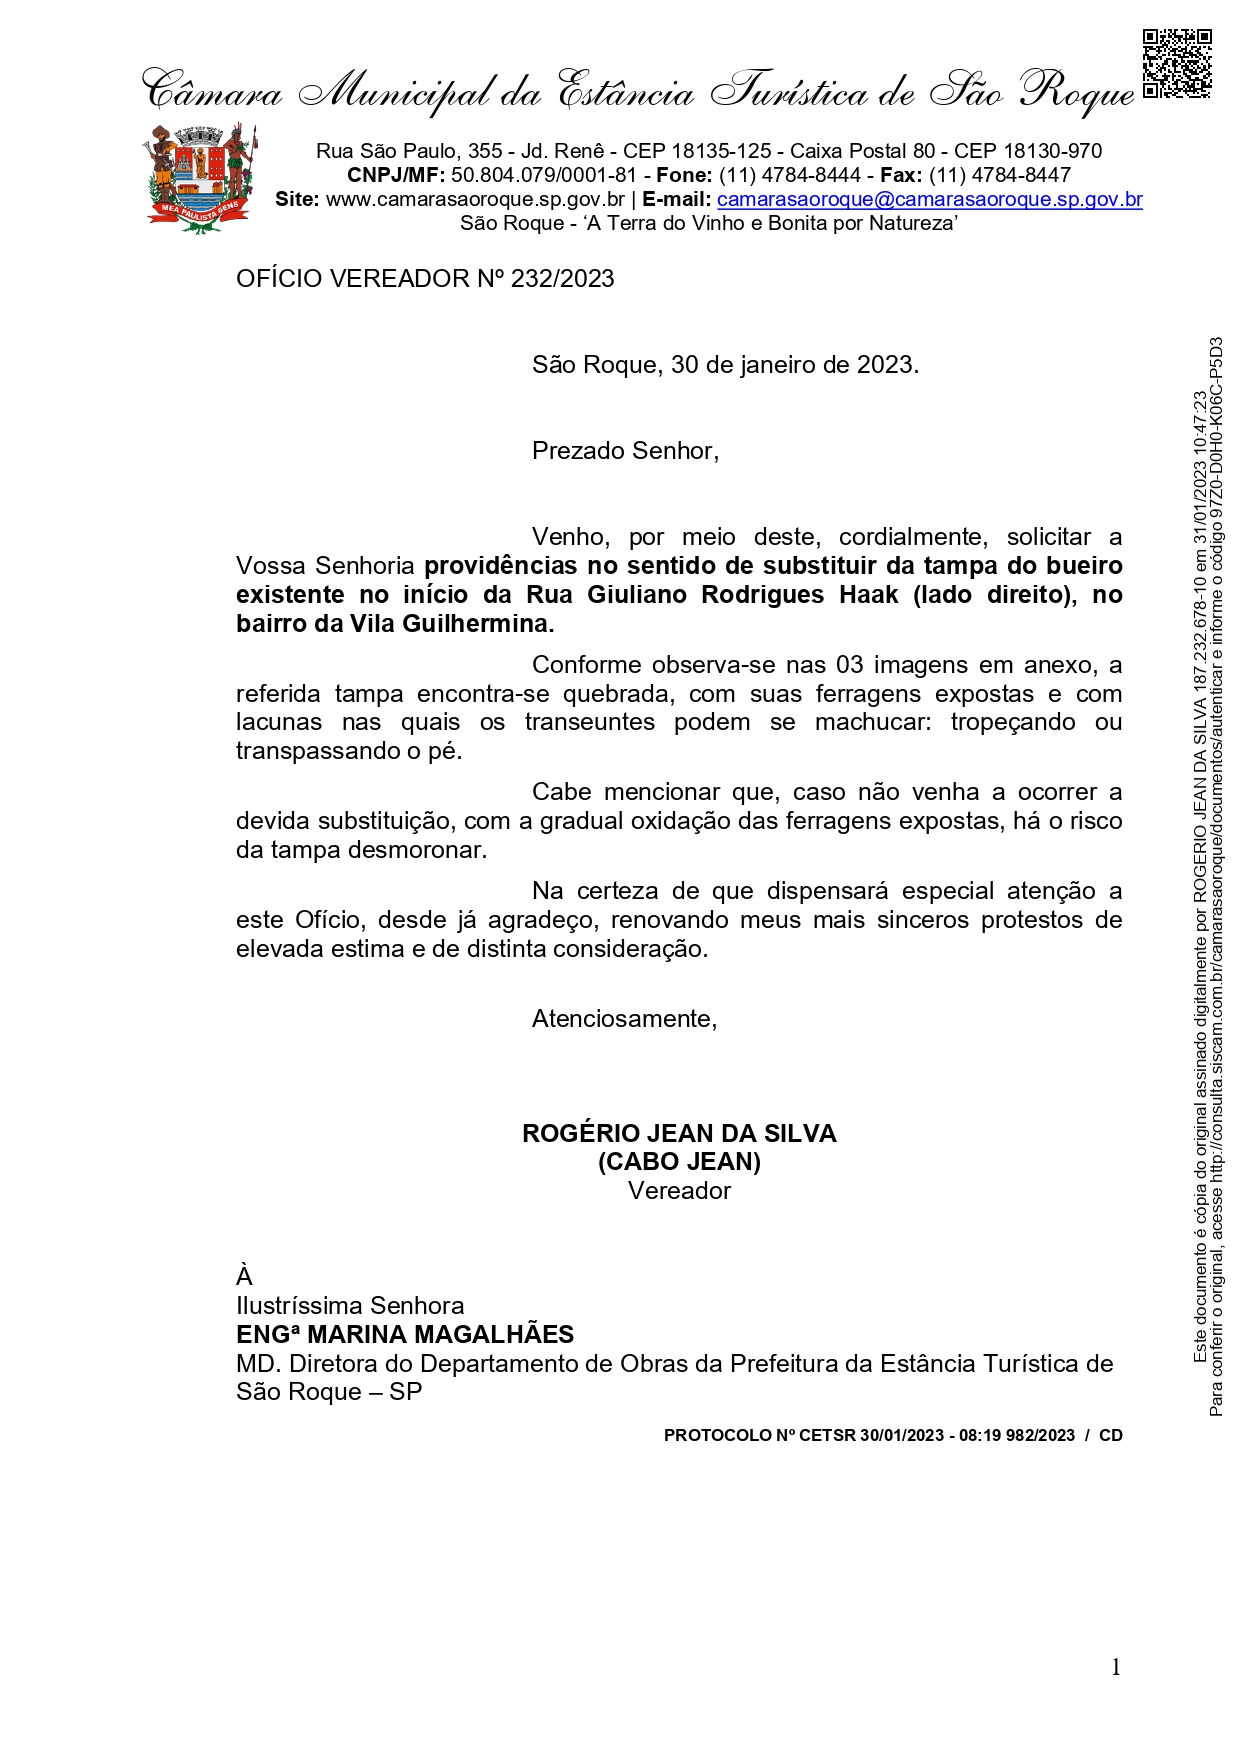 Câmara Municipal da Estância Turística de São Roque
Rua São Paulo, 355 - Jd. Renê - CEP 18135-125 - Caixa Postal 80 - CEP 18130-970
CNPJ/MF: 50.804.079/0001-81 - Fone: (11) 4784-8444 - Fax: (11) 4784-8447
Site: www.camarasaoroque.sp.gov.br | E-mail: camarasaoroque@camarasaoroque.sp.gov.br
São Roque - ‘A Terra do Vinho e Bonita por Natureza’
MEA PAULISTA GENS
OFÍCIO VEREADOR Nº 232/2023
São Roque, 30 de janeiro de 2023.
Prezado Senhor,
Venho, por meio deste, cordialmente, solicitar a
Vossa Senhoria providências no sentido de substituir da tampa do bueiro
existente no início da Rua Giuliano Rodrigues Haak (lado direito), no
bairro da Vila Guilhermina.
Conforme observa-se nas 03 imagens em anexo, a
referida tampa encontra-se quebrada, com suas ferragens expostas e com
lacunas nas quais os transeuntes podem se machucar: tropeçando ou
transpassando o pé.
Cabe mencionar que, caso não venha a ocorrer a
devida substituição, com a gradual oxidação das ferragens expostas, há o risco
da tampa desmoronar.
Na certeza de que dispensará especial atenção a
este Ofício, desde já agradeço, renovando meus mais sinceros protestos de
elevada estima e de distinta consideração.
Atenciosamente,
ROGÉRIO JEAN DA SILVA
(CABO JEAN)
Vereador
À
Ilustríssima Senhora
ENGª MARINA MAGALHÃES
MD. Diretora do Departamento de Obras da Prefeitura da Estância Turística de
São Roque – SP
PROTOCOLO Nº CETSR 30/01/2023 - 08:19 982/2023 / CD
1
Este documento é cópia do original assinado digitalmente por ROGERIO JEAN DA SILVA 187.232.678-10 em 31/01/2023 10:47:23
Para conferir o original, acesse http://consulta.siscam.com.br/camarasaoroque/documentos/autenticar e informe o código 97Z0-D0H0-K06C-P5D3